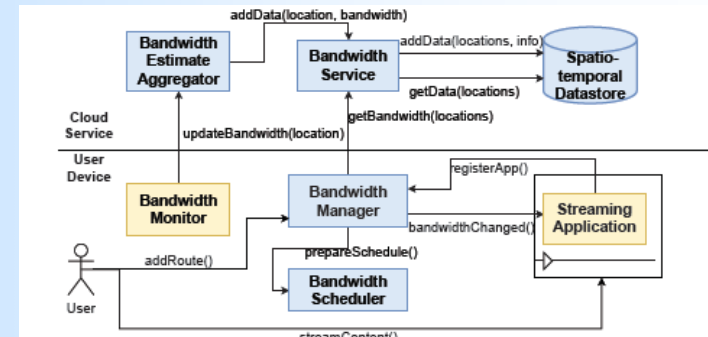 addData(location, bandwidth)
Bandwidth
Estimate
Aggregator
Bandwidth
Service
addData(locations, info)
getData(locations)
Spatio-
temporal
Datastore
Cloud
Service
updateBandwidth(location)
getBandwidth(locations)
User
Device
Bandwidth
Monitor
Bandwidth
Manager
registerApp()
bandwidthChanged()
Streaming
Application
addRoute()
prepareSchedule()
Bandwidth
Scheduler
User
streamContent()